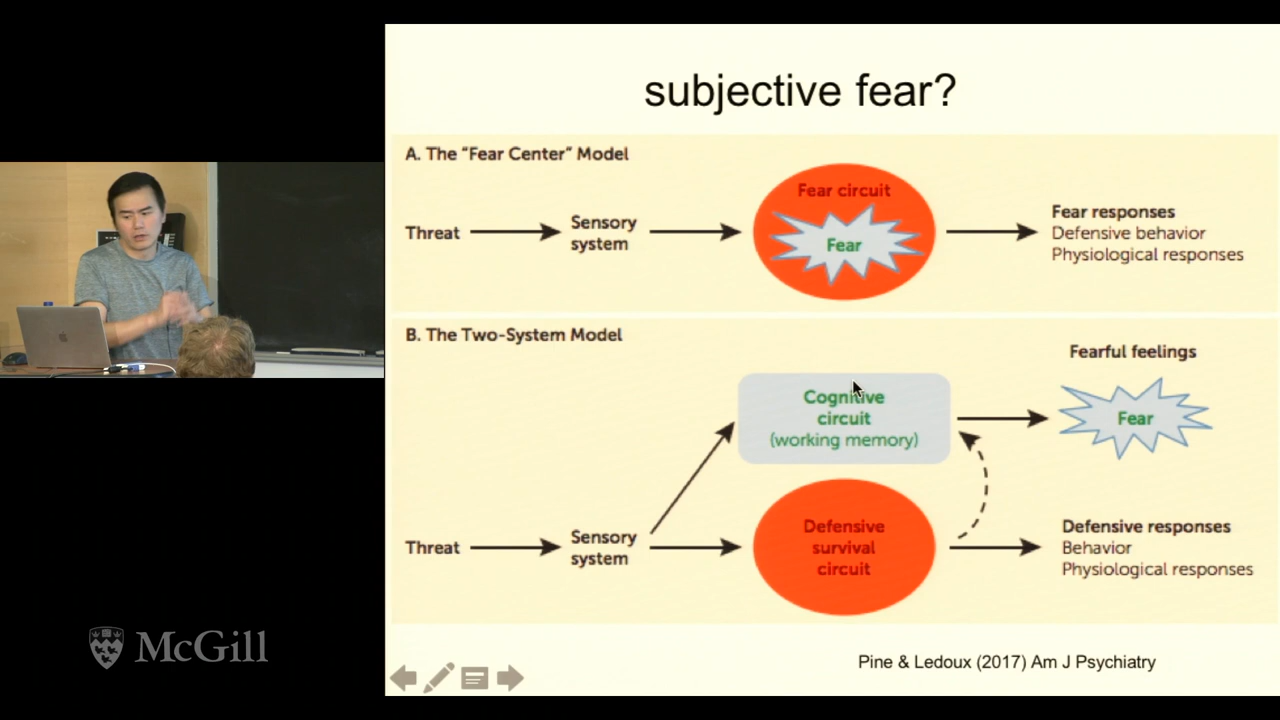 subjective fear?
A. The “Fear Center” Model
Threat
Sensory
system
Fear circuit
Fear
Fear responses
Defensive behavior
Physiological responses
B. The Two-System Model
Threat
Sensory
system
Cognitive
circuit
(working memory)
Defensive
survival
circuit
Fearful feelings
Fear
Defensive responses
Behavior
Physiological responses
Pine & Ledoux (2017) Am J Psychiatry
McGill